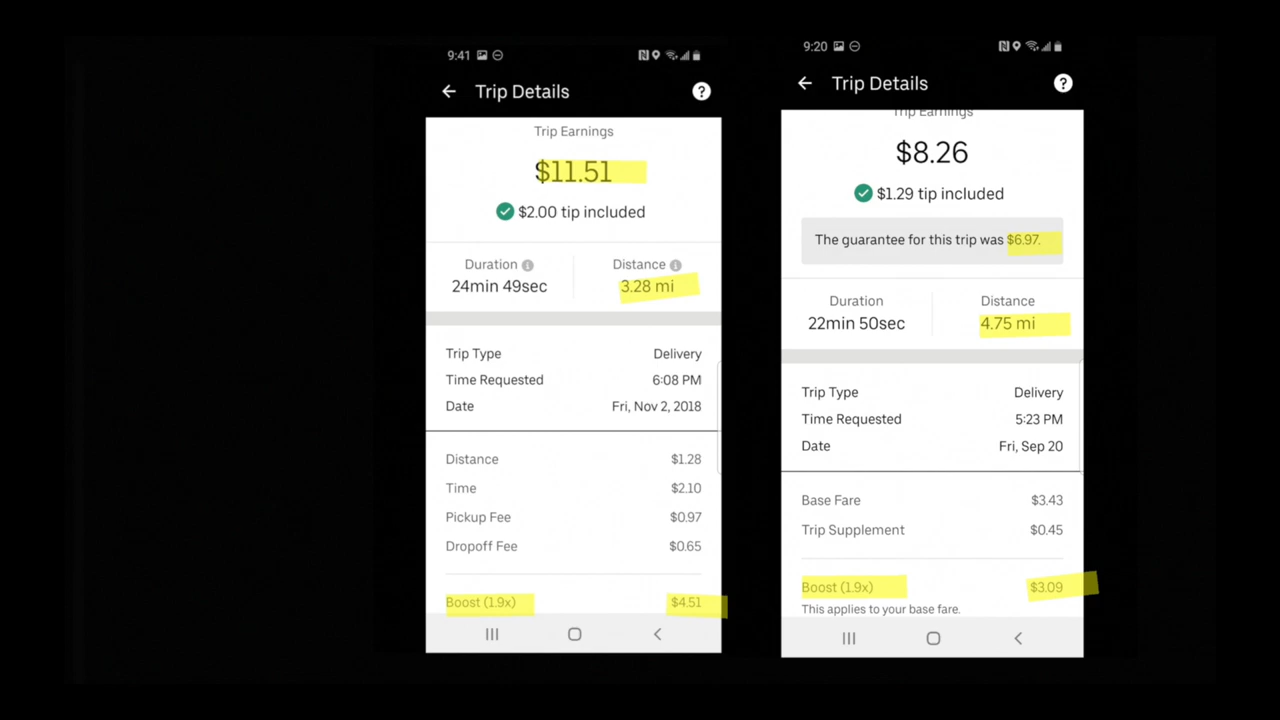 9:41
Trip Details
?
Trip Earnings
$11.51
$2.00 tip included
Duration
Distance
24min 49sec
3.28 mi
Trip Type
Delivery
Time Requested
6:08 PM
Date
Fri, Nov 2, 2018
Distance
$1.28
Time
$2.10
Pickup Fee
$0.97
Dropoff Fee
$0.65
Boost (1.9x)
$4.51
9:20
Trip Details
?
Trip Earnings
$8.26
$1.29 tip included
The guarantee for this trip was $6.97.
Duration
Distance
22min 50sec
4.75 mi
Trip Type
Delivery
Time Requested
5:23 PM
Date
Fri, Sep 20
Base Fare
$3.43
Trip Supplement
$0.45
Boost (1.9x)
$3.09
This applies to your base fare.